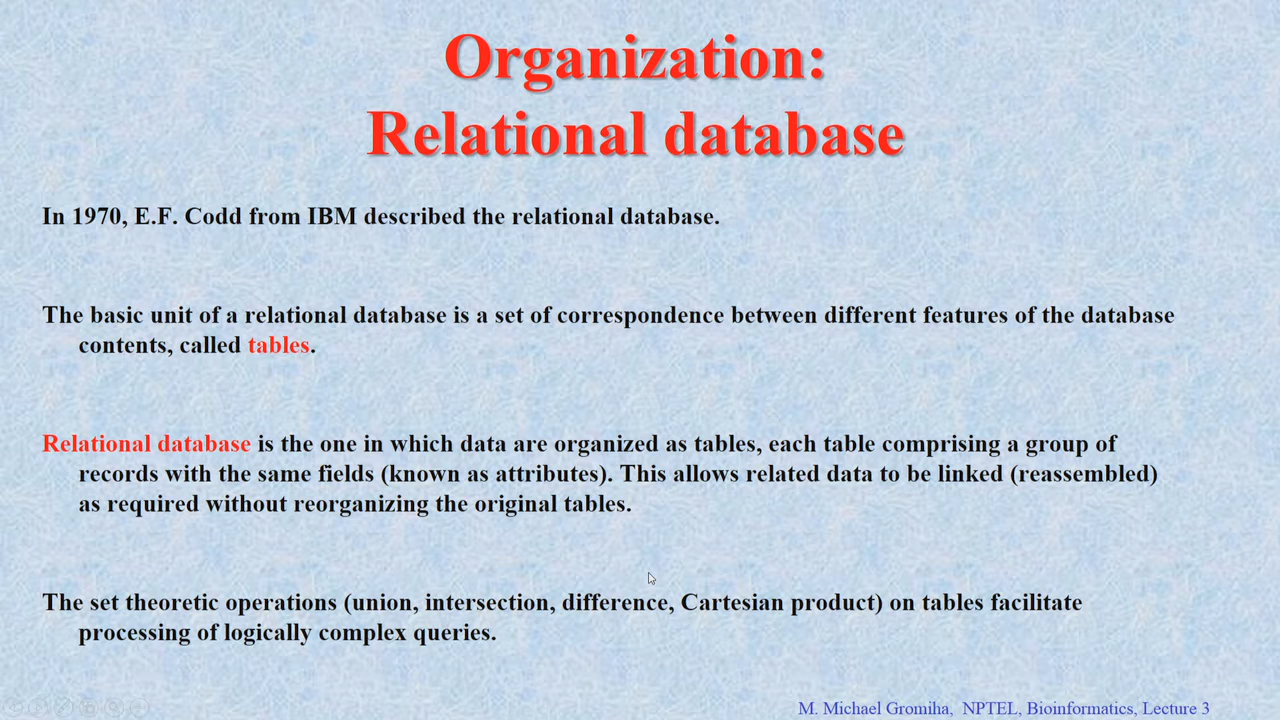 Organization:
Relational database
In 1970, E.F. Codd from IBM described the relational database.
The basic unit of a relational database is a set of correspondence between different features of the database
contents, called tables.
Relational database is the one in which data are organized as tables, each table comprising a group of
records with the same fields (known as attributes). This allows related data to be linked (reassembled)
as required without reorganizing the original tables.
The set theoretic operations (union, intersection, difference, Cartesian product) on tables facilitate
processing of logically complex queries.
M. Michael Gromiha, NPTEL, Bioinformatics, Lecture 3